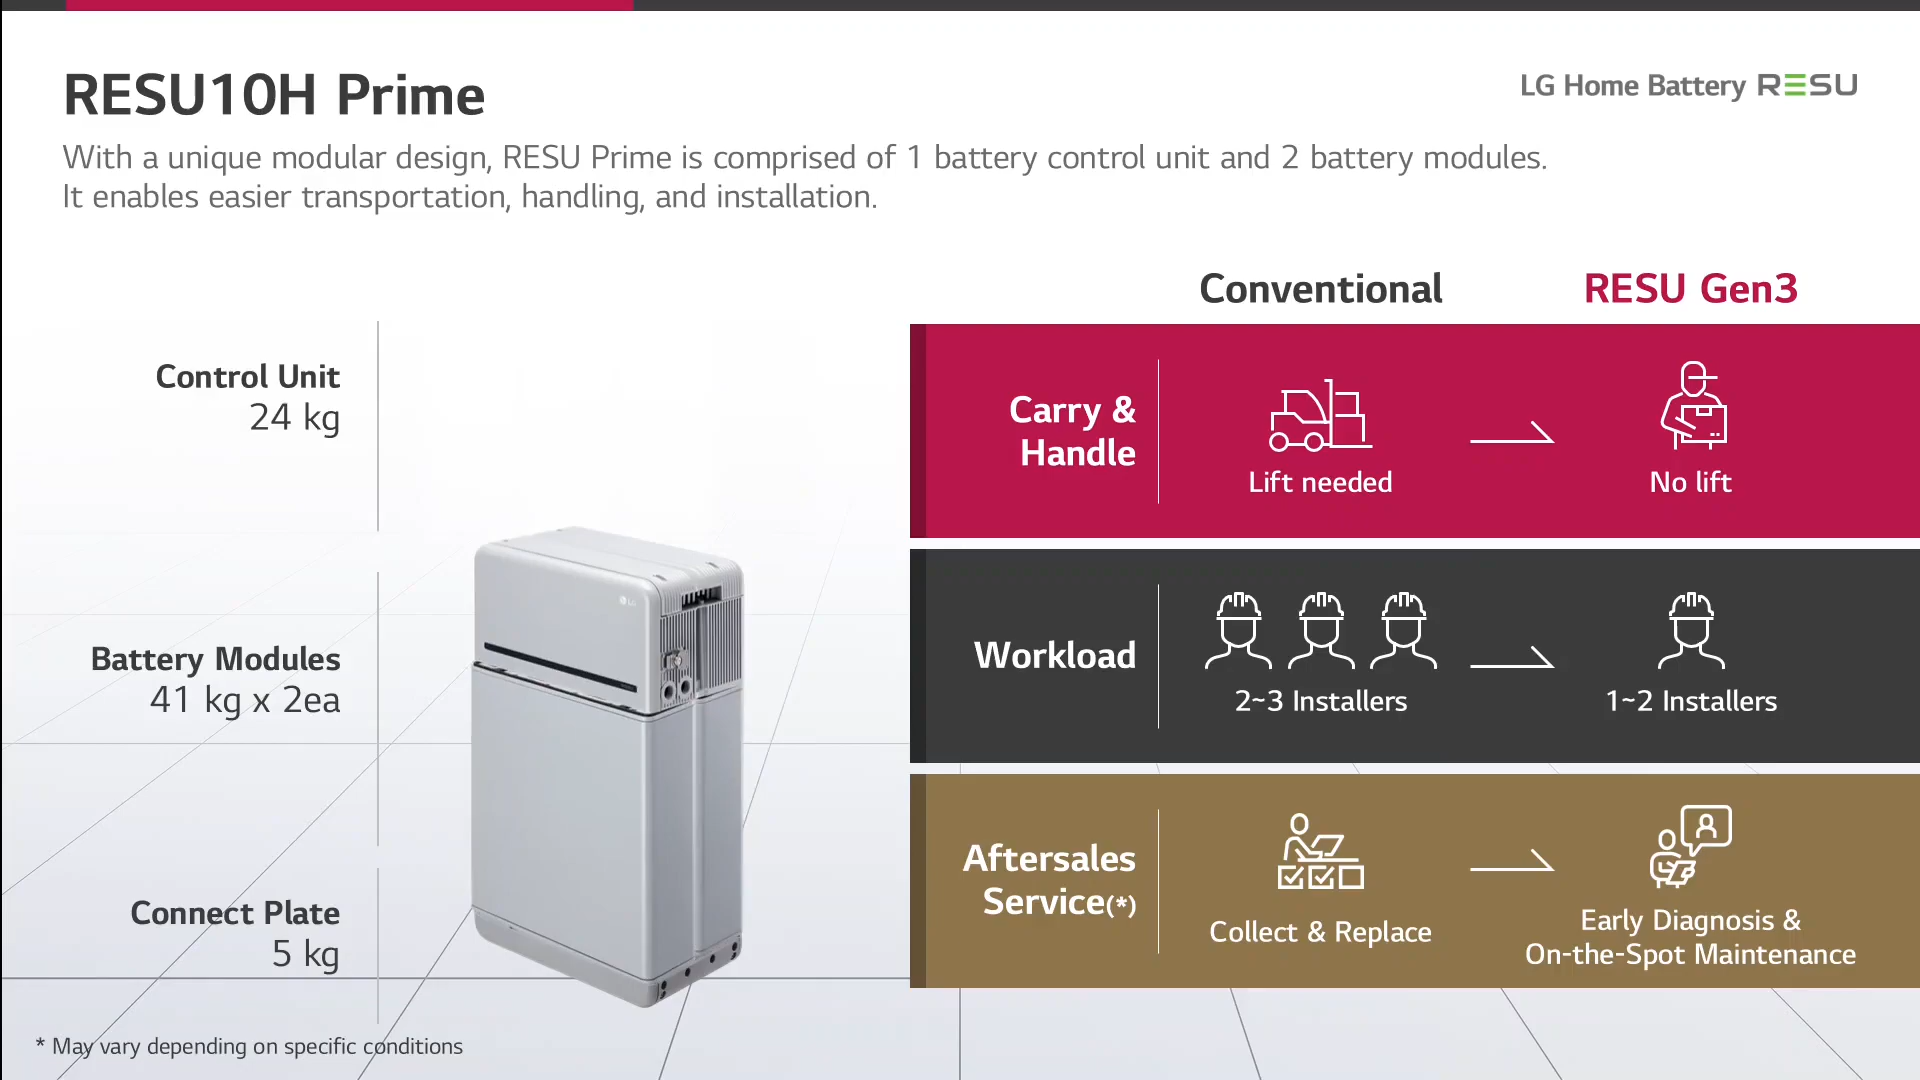 RESU10H Prime
LG Home Battery RESU
With a unique modular design, RESU Prime is comprised of 1 battery control unit and 2 battery modules.
It enables easier transportation, handling, and installation.
Conventional
RESU Gen3
Control Unit
24 kg
Battery Modules
41 kg x 2ea
Connect Plate
5 kg
LG
Carry &
Handle
Lift needed
No lift
Workload
2~3 Installers
1~2 Installers
Aftersales
Service(*)
Collect & Replace
Early Diagnosis &
On-the-Spot Maintenance
* May vary depending on specific conditions